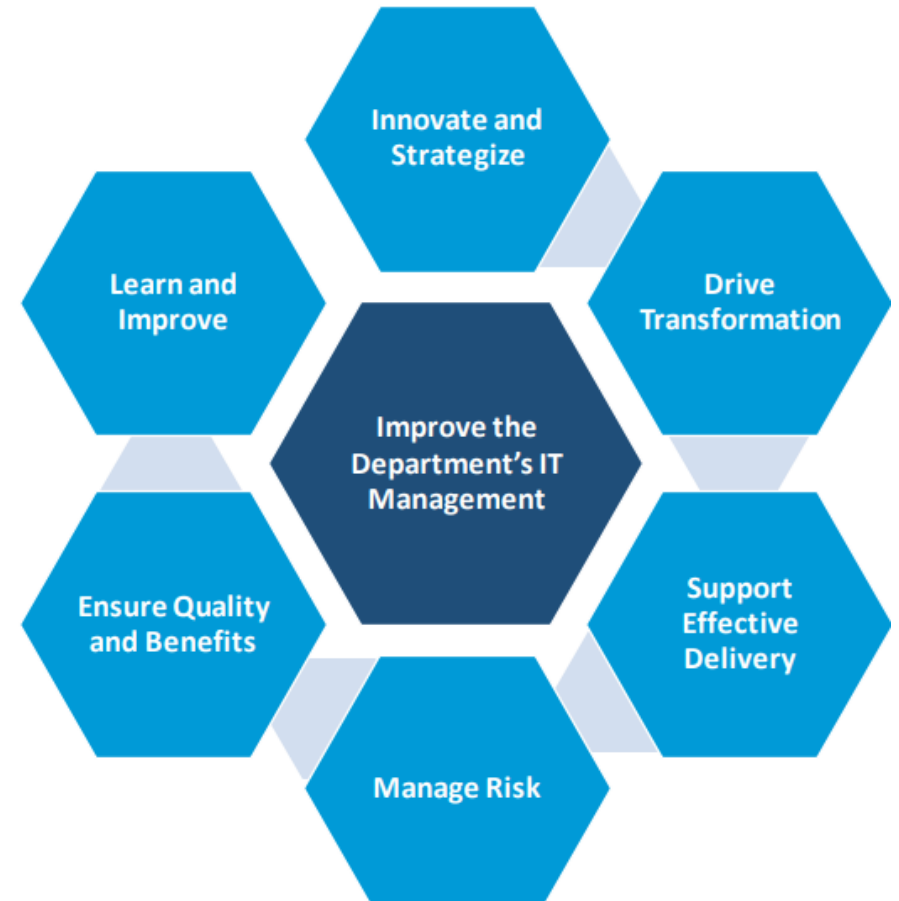 Innovate and
Strategize
Drive
Transformation
Support
Effective
Delivery
Manage Risk
Ensure Quality
and Benefits
Learn and
Improve
Improve the
Department’s IT
Management